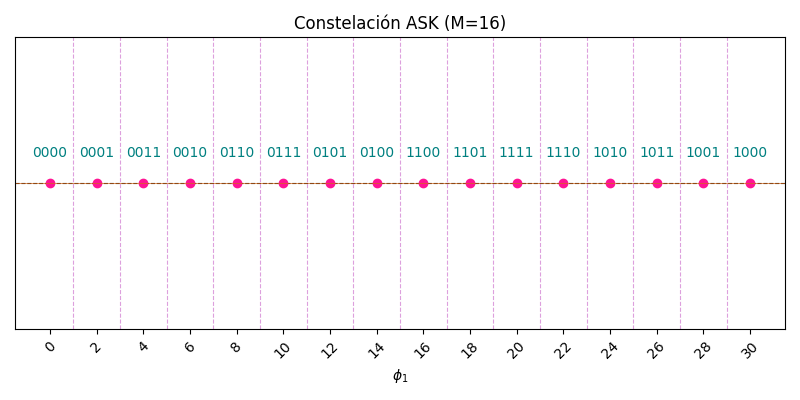 Constelación ASK (M=16)
0000 0001 0011 0010 0110 0111 0101 0100 1100 1101 1111 1110 1010 1011 1001 1000
0 2 4 6 8 10 12 14 16 18 20 22 24 26 28 30
ϕ₁